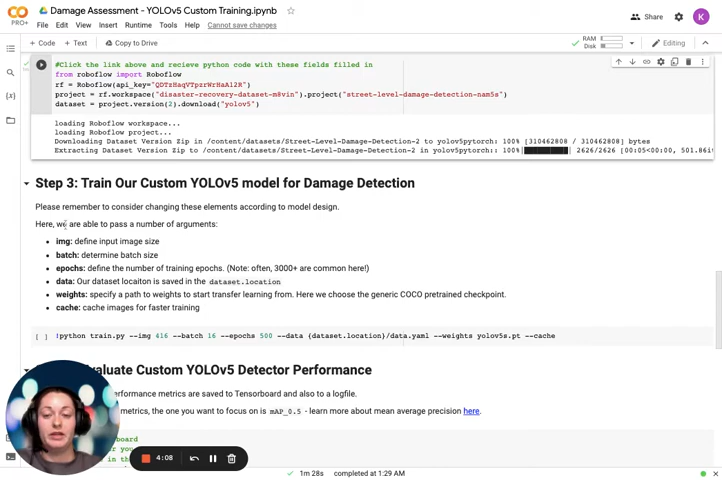 Damage Assessment - YOLOv5 Custom Training.ipynb
PRO+
File Edit View Insert Runtime Tools Help Cannot save changes
Share
K
+ Code + Text Copy to Drive
RAM
Disk
Editing
#Click the link above and recieve python code with these fields filled in
from roboflow import Roboflow
rf = Roboflow(api_key="QDTzHaqVTpzrWrHaAl2R")
project = rf.workspace("disaster-recovery-dataset-m8vin").project("street-level-damage-detection-nam5s")
dataset = project.version(2).download("yolov5")
loading Roboflow workspace...
loading Roboflow project...
Downloading Dataset Version Zip in /content/datasets/Street-Level-Damage-Detection-2 to yolov5pytorch: 100% [310462808 / 310462808] bytes
Extracting Dataset Version Zip to /content/datasets/Street-Level-Damage-Detection-2 in yolov5pytorch:: 100% 2626/2626 [00:05<00:00, 501.86i
Step 3: Train Our Custom YOLOv5 model for Damage Detection
Please remember to consider changing these elements according to model design.
Here, we are able to pass a number of arguments:
img: define input image size
batch: determine batch size
epochs: define the number of training epochs. (Note: often, 3000+ are common here!)
data: Our dataset locaiton is saved in the dataset.location
weights: specify a path to weights to start transfer learning from. Here we choose the generic COCO pretrained checkpoint.
cache: cache images for faster training
[ ] !python train.py --img 416 --batch 16 --epochs 500 --data {dataset.location}/data.yaml --weights yolov5s.pt --cache
valuate Custom YOLOv5 Detector Performance
erformance metrics are saved to Tensorboard and also to a logfile.
metrics, the one you want to focus on is mAP_0.5 - learn more about mean average precision here.
board
r you
4:08
1m 28s completed at 1:29 AM